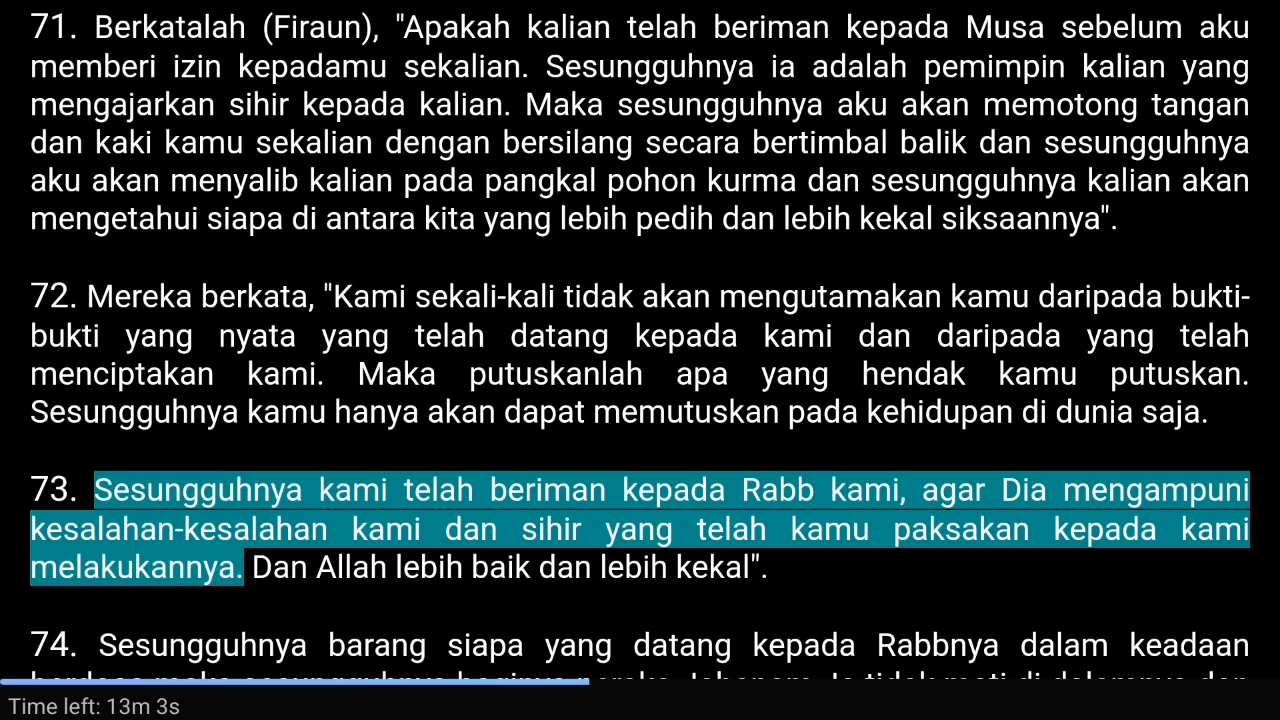 71. Berkatalah (Firaun), "Apakah kalian telah beriman kepada Musa sebelum aku
memberi izin kepadamu sekalian. Sesungguhnya ia adalah pemimpin kalian yang
mengajarkan sihir kepada kalian. Maka sesungguhnya aku akan memotong tangan
dan kaki kamu sekalian dengan bersilang secara bertimbal balik dan sesungguhnya
aku akan menyalib kalian pada pangkal pohon kurma dan sesungguhnya kalian akan
mengetahui siapa di antara kita yang lebih pedih dan lebih kekal siksaannya".
72. Mereka berkata, "Kami sekali-kali tidak akan mengutamakan kamu daripada bukti-
bukti yang nyata yang telah datang kepada kami dan daripada yang telah
menciptakan kami. Maka putuskanlah apa yang hendak kamu putuskan.
Sesungguhnya kamu hanya akan dapat memutuskan pada kehidupan di dunia saja.
73. Sesungguhnya kami telah beriman kepada Rabb kami, agar Dia mengampuni
kesalahan-kesalahan kami dan sihir yang telah kamu paksakan kepada kami
melakukannya. Dan Allah lebih baik dan lebih kekal".
74. Sesungguhnya barang siapa yang datang kepada Rabbnya dalam keadaan
Time left: 13m 3s